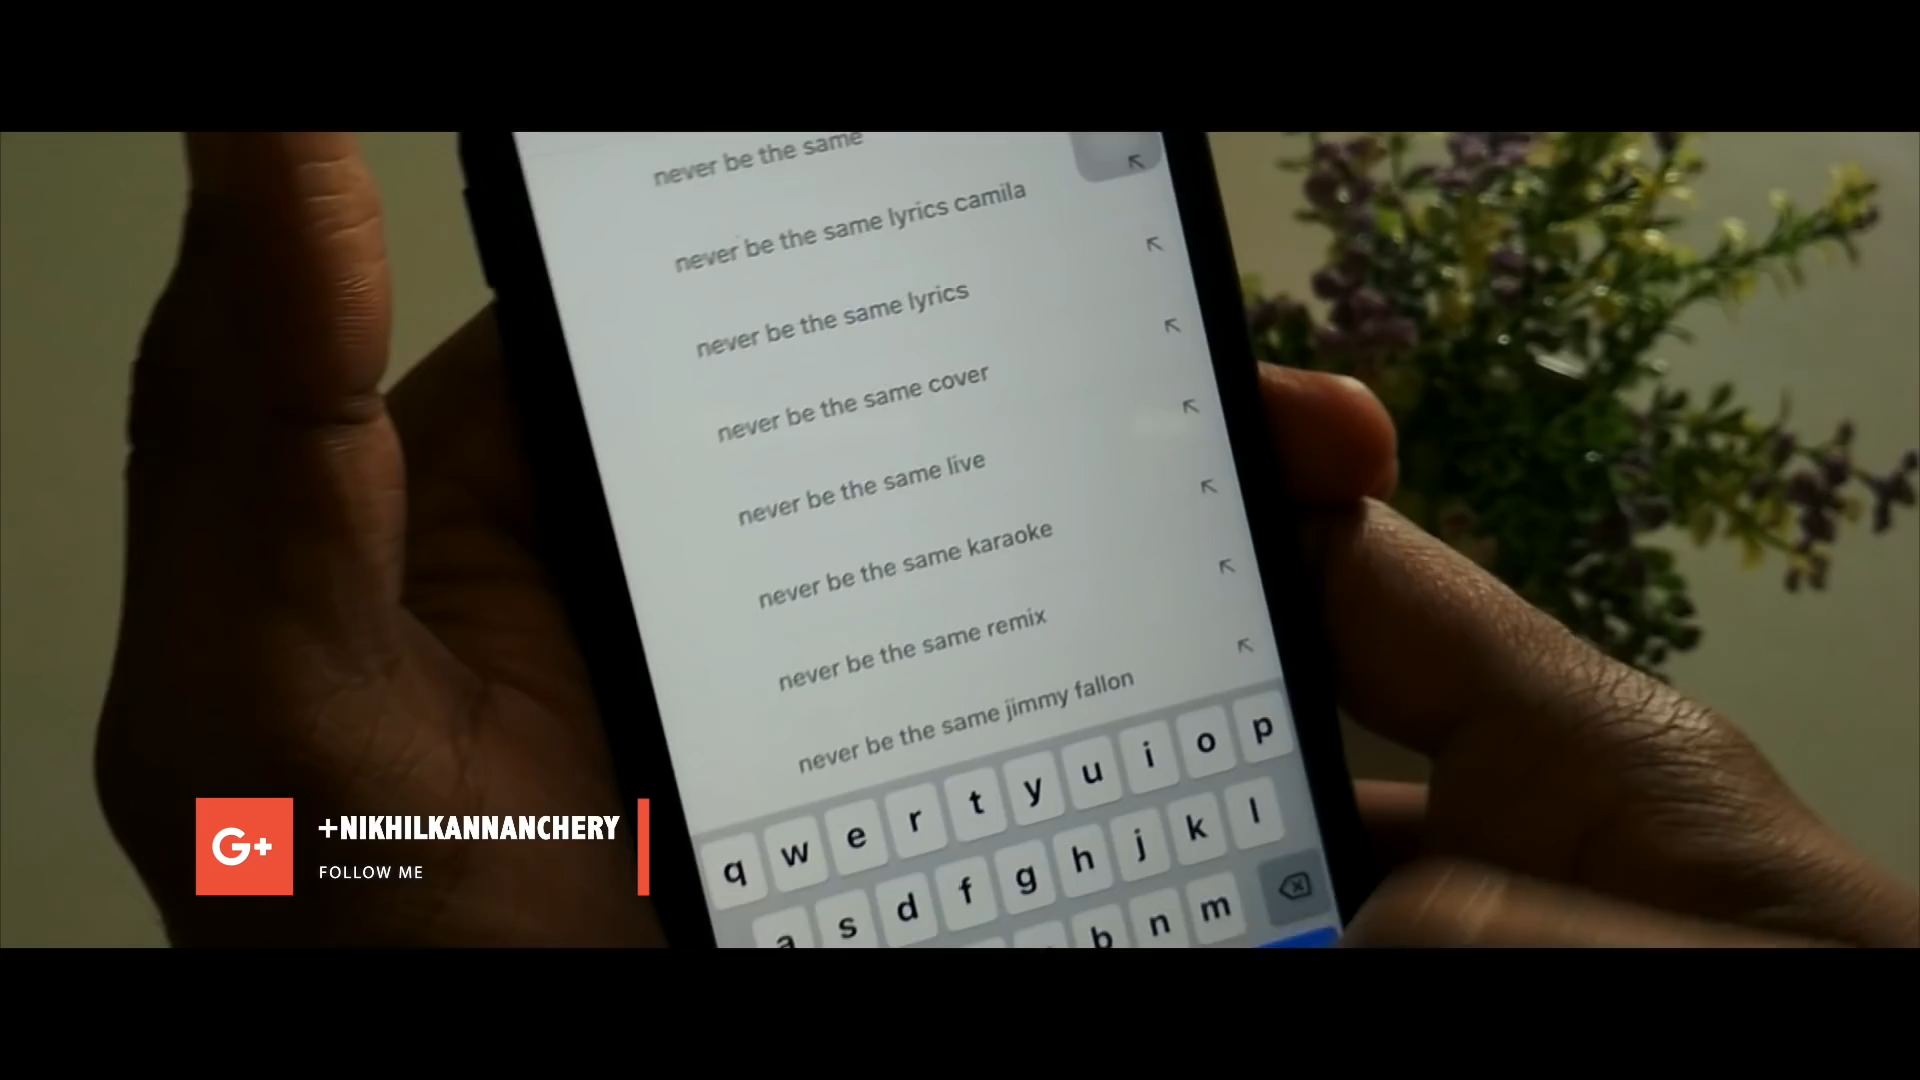 never be the same
never be the same lyrics camila
never be the same lyrics
never be the same cover
never be the same live
never be the same karaoke
never be the same remix
never be the same jimmy fallon
q w e r t y u i o p
a s d f g h j k l
b n m
G+
+NIKHILKANNANCHERY
FOLLOW ME